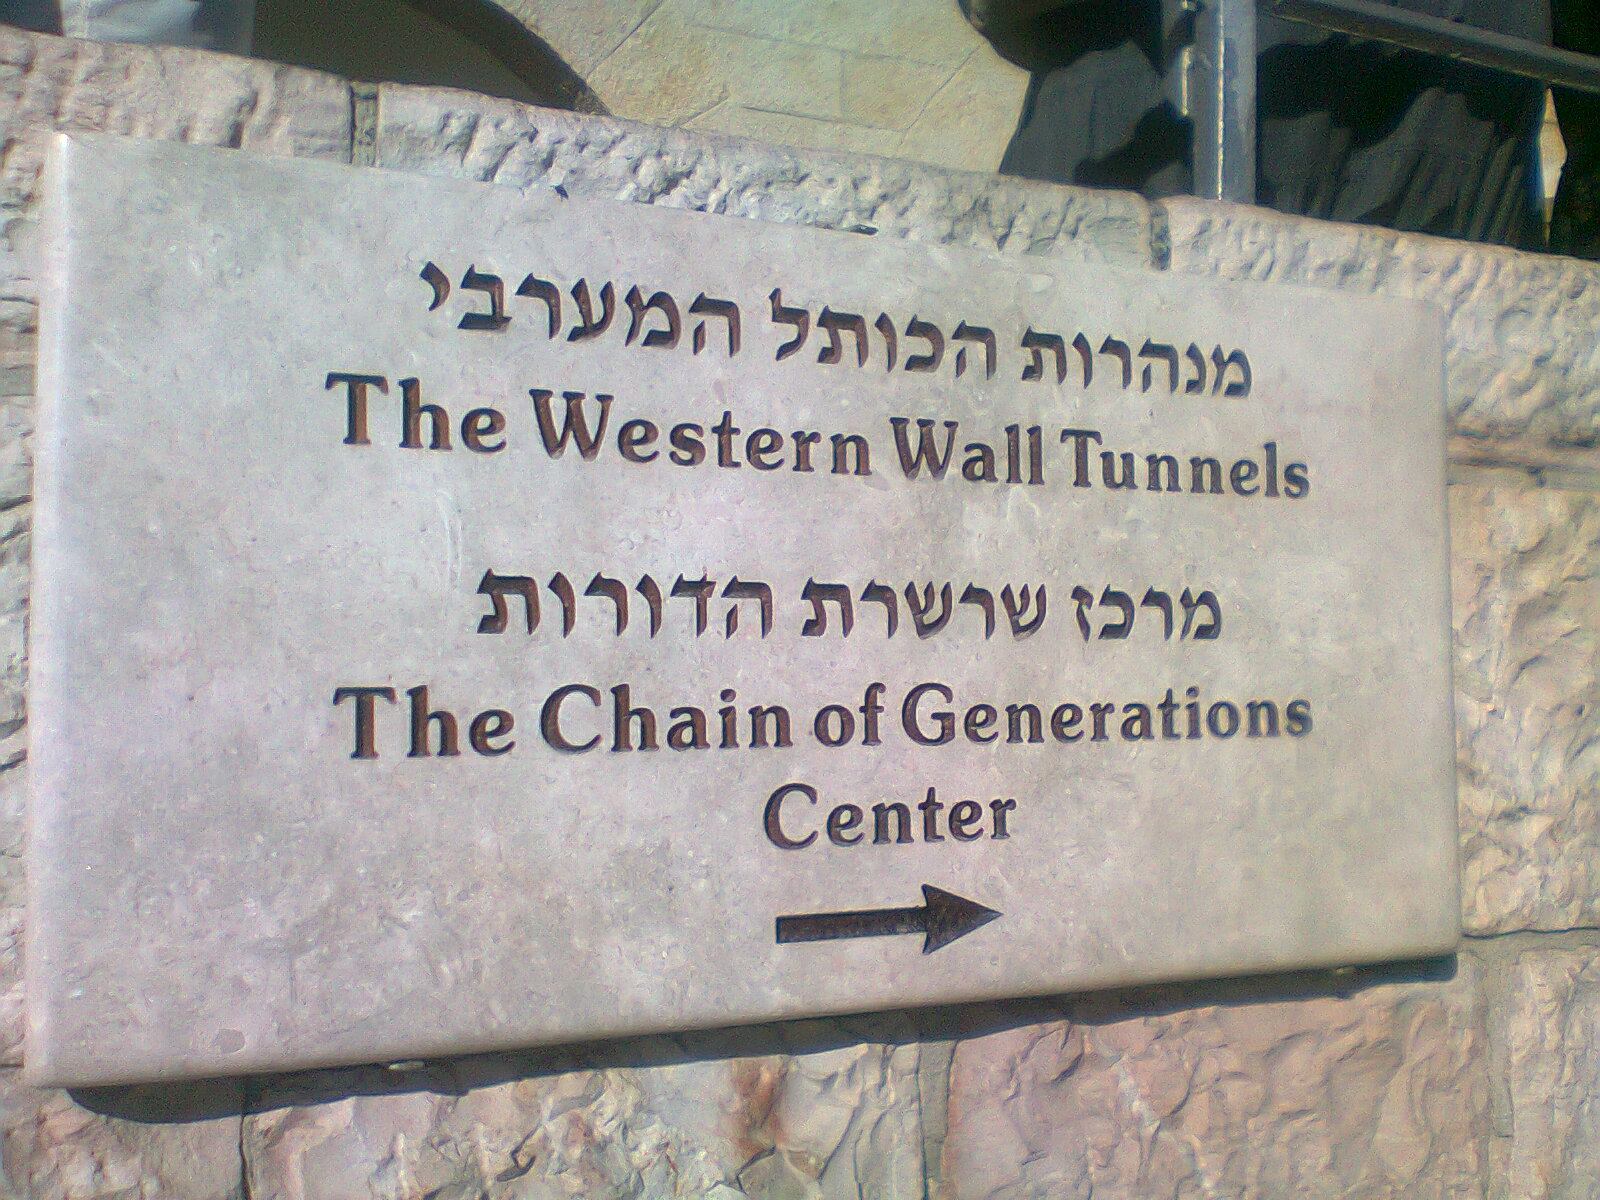 מנהרות הכותל המערבי
The Western Wall Tunnels
מרכז שרשרת הדורות
The Chain of Generations
Center